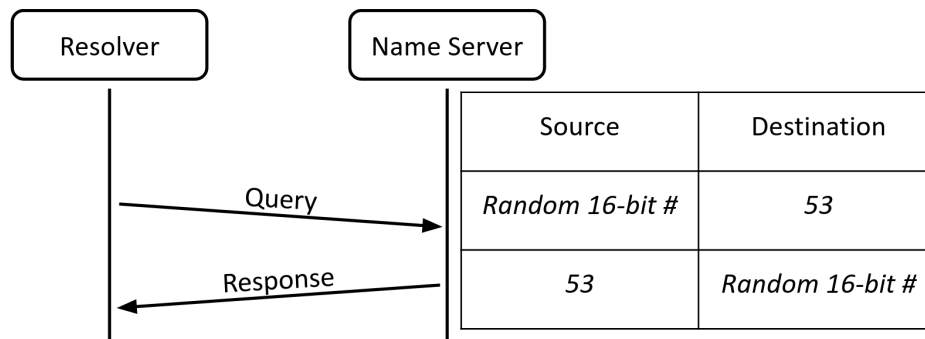 Resolver
Name Server
Source
Destination
Query
Random 16-bit #
53
Response
53
Random 16-bit #